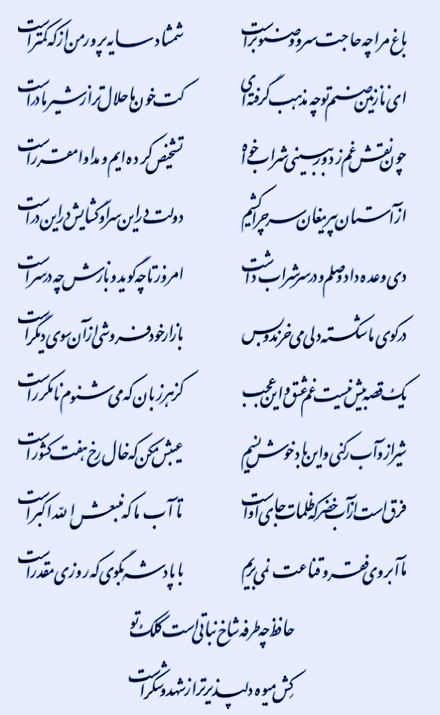 باغ مرا چه حاجت سرو و صنوبر است شمشاد سایه پرور من از که کمتر است
ای نازنین صنم تو چه مذهب گرفته‌ای کت خون ما حلال تر از شیر مادر است
چون نقش غم ز دور ببینی شراب خواه تشخیص کرده‌ایم و مداوا مقرر است
از آستان پیر مغان سر چرا کشیم دولت در این سرا و گشایش در این در است
دی وعده داد وصلم و در سر شراب داشت امروز تا چه گوید و بازش چه در سر است
در کوی ما شکسته دلی می‌خرند و بس بازار خودفروشی از آن سوی دیگر است
یک قصه بیش نیست غم عشق و این عجب کز هر زبان که می‌شنوم نامکرر است
شیراز و آب رکنی و این باد خوش نسیم عیبش مکن که خال رخ هفت کشور است
فرق است از آب خضر که ظلمات جای او است تا آب ما که منبعش الله اکبر است
ما آبروی فقر و قناعت نمی‌بریم با پادشه بگوی که روزی مقدر است
حافظ چه طرفه شاخ نباتی است کلک تو
کش میوه دلپذیرتر از شهد و شکر است